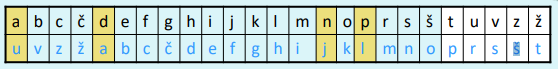 a b c č d e f g h i j k l m n o p r s š t u v z ž
u v z ž a b c č d e f g h i j k l m n o p r s š t